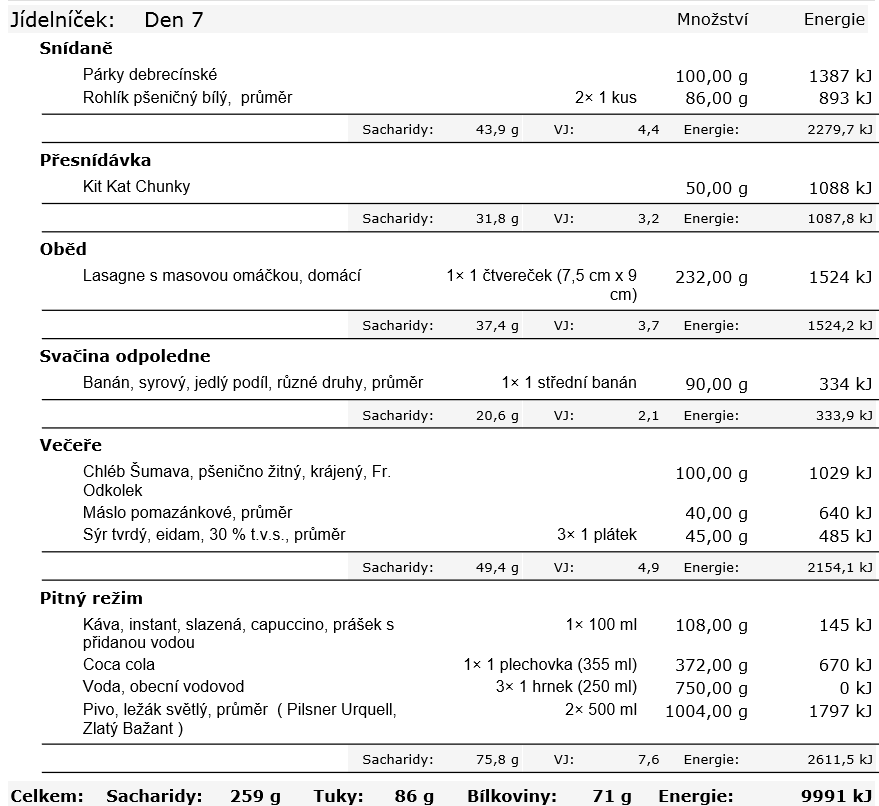 Jídelníček: Den 7 Množství Energie
Snídaně
Párky debrecínské 100,00 g 1387 kJ
Rohlík pšeničný bílý, průměr 2× 1 kus 86,00 g 893 kJ
Sacharidy: 43,9 g VJ: 4,4 Energie: 2279,7 kJ
Přesnídávka
Kit Kat Chunky 50,00 g 1088 kJ
Sacharidy: 31,8 g VJ: 3,2 Energie: 1087,8 kJ
Oběd
Lasagne s masovou omáčkou, domácí 1× 1 čtvereček (7,5 cm x 9 232,00 g 1524 kJ
cm)
Sacharidy: 37,4 g VJ: 3,7 Energie: 1524,2 kJ
Svačina odpoledne
Banán, syrový, jedlý podíl, různé druhy, průměr 1× 1 střední banán 90,00 g 334 kJ
Sacharidy: 20,6 g VJ: 2,1 Energie: 333,9 kJ
Večeře
Chléb Šumava, pšenično žitný, krájený, Fr. 100,00 g 1029 kJ
Odkolek
Máslo pomazánkové, průměr 40,00 g 640 kJ
Sýr tvrdý, eidam, 30 % t.v.s., průměr 3× 1 plátek 45,00 g 485 kJ
Sacharidy: 49,4 g VJ: 4,9 Energie: 2154,1 kJ
Pitný režim
Káva, instant, slazená, capuccino, prášek s 1× 100 ml 108,00 g 145 kJ
přidanou vodou
Coca cola 1× 1 plechovka (355 ml) 372,00 g 670 kJ
Voda, obecní vodovod 3× 1 hrnek (250 ml) 750,00 g 0 kJ
Pivo, ležák světlý, průměr ( Pilsner Urquell, 2× 500 ml 1004,00 g 1797 kJ
Zlatý Bažant )
Sacharidy: 75,8 g VJ: 7,6 Energie: 2611,5 kJ
Celkem: Sacharidy: 259 g Tuky: 86 g Bílkoviny: 71 g Energie: 9991 kJ